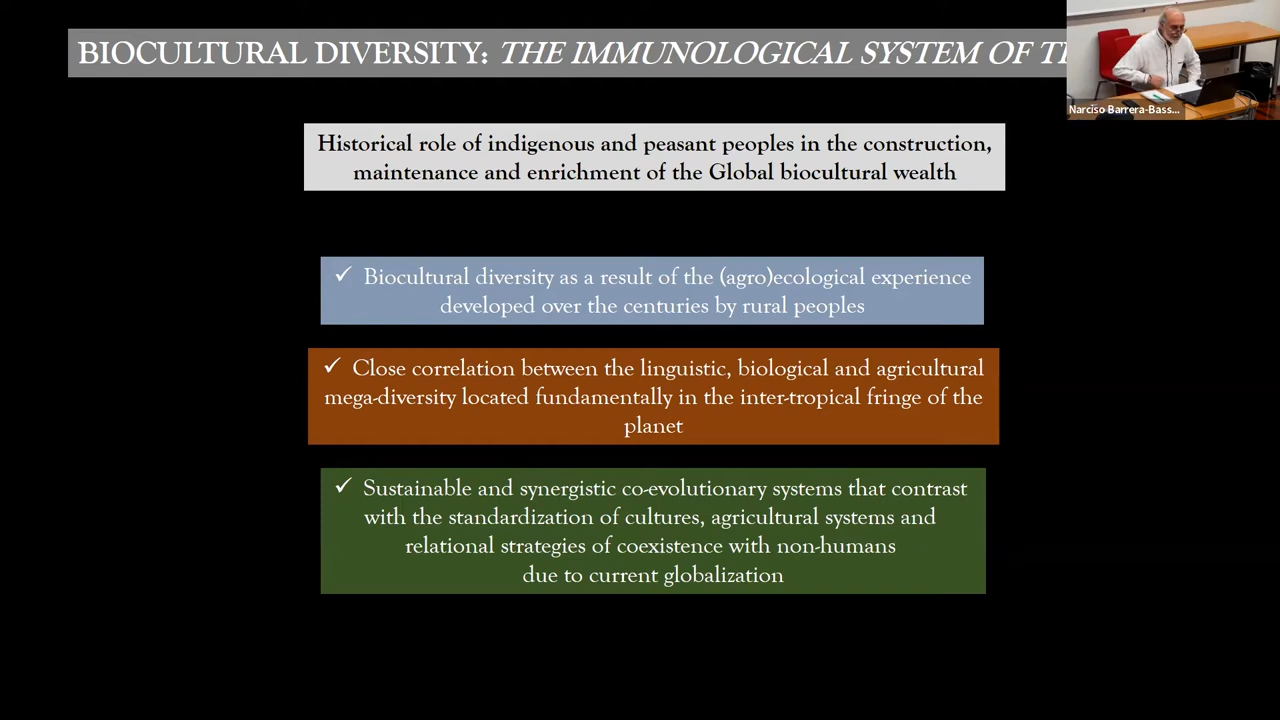 BIOCULTURAL DIVERSITY: THE IMMUNOLOGICAL SYSTEM OF
Narciso Barrera-Bass...
Historical role of indigenous and peasant peoples in the construction,
maintenance and enrichment of the Global biocultural wealth
✓ Biocultural diversity as a result of the (agro)ecological experience
developed over the centuries by rural peoples
✓ Close correlation between the linguistic, biological and agricultural
mega-diversity located fundamentally in the inter-tropical fringe of the
planet
✓ Sustainable and synergistic co-evolutionary systems that contrast
with the standardization of cultures, agricultural systems and
relational strategies of coexistence with non-humans
due to current globalization